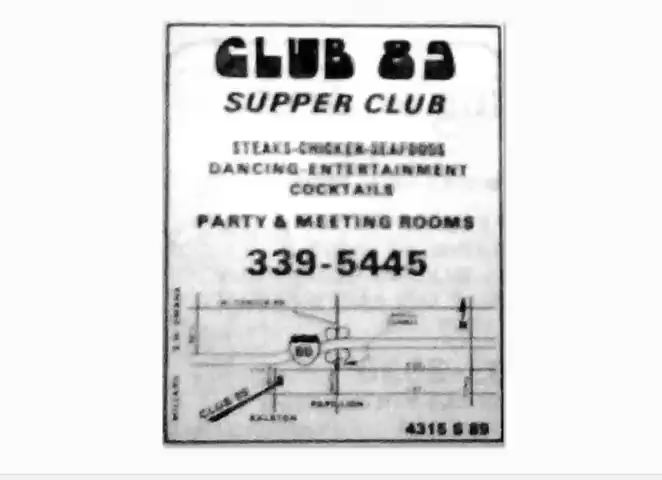 CLUB 89
SUPPER CLUB
STEAKS-CHICKEN-SEAFOODS
DANCING-ENTERTAINMENT
COCKTAILS
PARTY & MEETING ROOMS
339-5445
N
80
MILLARD
CLUB 89
PAPILLION
RALSTON
4315 S 89